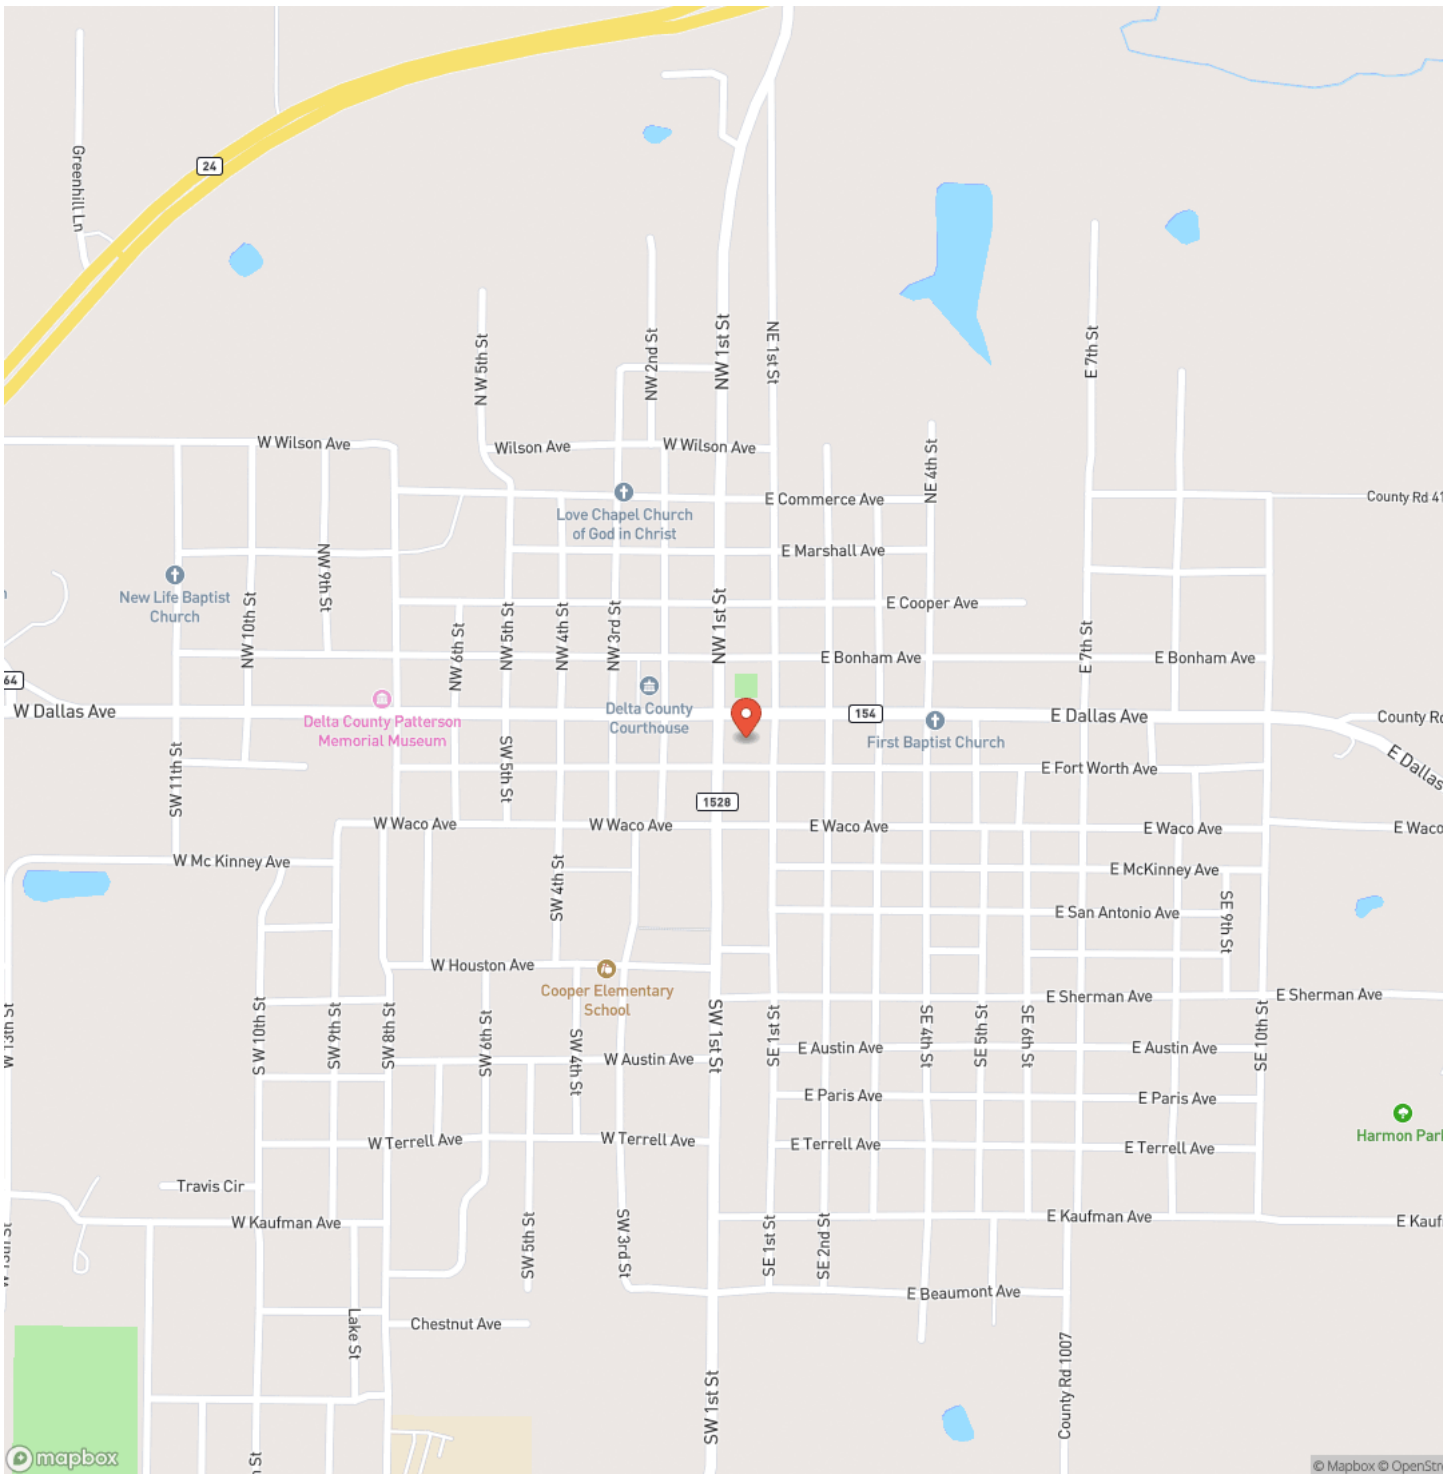 24
Greenhill Ln
N W 5th St
NW 2nd St
NW 1st St
NE 1st St
E 7th St
W Wilson Ave
Wilson Ave
W Wilson Ave
NE 4th St
E Commerce Ave
County Rd 41
Love Chapel Church
of God in Christ
E Marshall Ave
NW 9th St
New Life Baptist
Church
NW 10th St
E Cooper Ave
NW 6th St
NW 5th St
NW 4th St
NW 3rd St
NW 1st St
E 7th St
E Bonham Ave
E Bonham Ave
64
W Dallas Ave
Delta County Patterson
Memorial Museum
Delta County
Courthouse
154
First Baptist Church
E Dallas Ave
County Rd
E Dallas
SW 11th St
SW 5th St
E Fort Worth Ave
1528
W Waco Ave
W Waco Ave
E Waco Ave
E Waco Ave
E Waco
W Mc Kinney Ave
E McKinney Ave
SW 4th St
E San Antonio Ave
SE 9th St
W Houston Ave
Cooper Elementary
School
E Sherman Ave
E Sherman Ave
W 13th St
S W 10th St
SW 9th St
SW 8th St
SW 6th St
SW 4th St
SW 1st St
SE 1st St
SE 4th St
SE 5th St
SE 6th St
SE 10th St
W Austin Ave
E Austin Ave
E Austin Ave
E Paris Ave
E Paris Ave
Harmon Park
W Terrell Ave
W Terrell Ave
E Terrell Ave
E Terrell Ave
Travis Cir
W Kaufman Ave
E Kaufman Ave
E Kauf
SW 5th St
SW 3rd St
SE 1st St
SE 2nd St
E Beaumont Ave
Lake St
Chestnut Ave
SW 1st St
County Rd 1007
h St
mapbox
© Mapbox © OpenStre